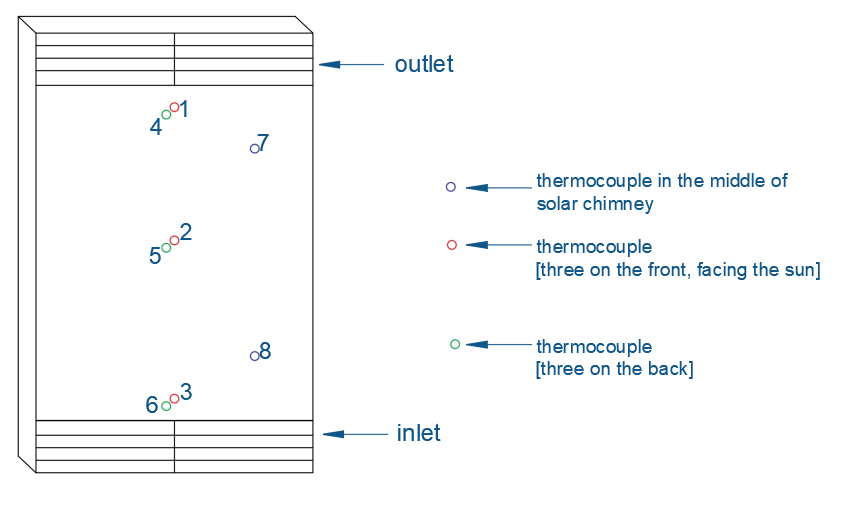 outlet
1
4
7
thermocouple in the middle of
solar chimney
2
5
thermocouple
[three on the front, facing the sun]
8
thermocouple
[three on the back]
3
6
inlet